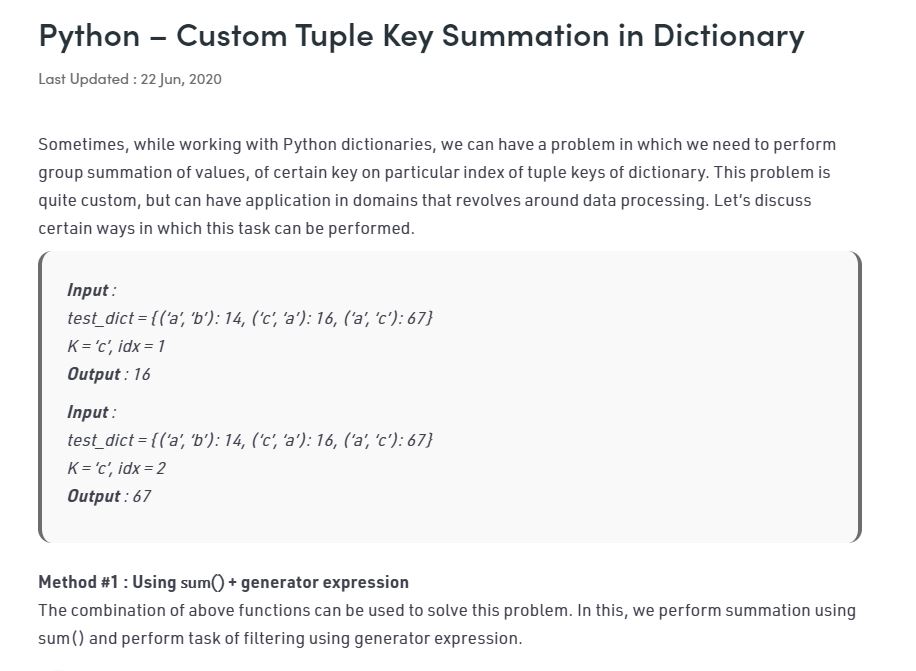 Python – Custom Tuple Key Summation in Dictionary
Last Updated : 22 Jun, 2020
Sometimes, while working with Python dictionaries, we can have a problem in which we need to perform
group summation of values, of certain key on particular index of tuple keys of dictionary. This problem is
quite custom, but can have application in domains that revolves around data processing. Let’s discuss
certain ways in which this task can be performed.
Input :
test_dict = {(‘a’, ‘b’): 14, (‘c’, ‘a’): 16, (‘a’, ‘c’): 67}
K = ‘c’, idx = 1
Output : 16
Input :
test_dict = {(‘a’, ‘b’): 14, (‘c’, ‘a’): 16, (‘a’, ‘c’): 67}
K = ‘c’, idx = 2
Output : 67
Method #1 : Using sum() + generator expression
The combination of above functions can be used to solve this problem. In this, we perform summation using
sum() and perform task of filtering using generator expression.